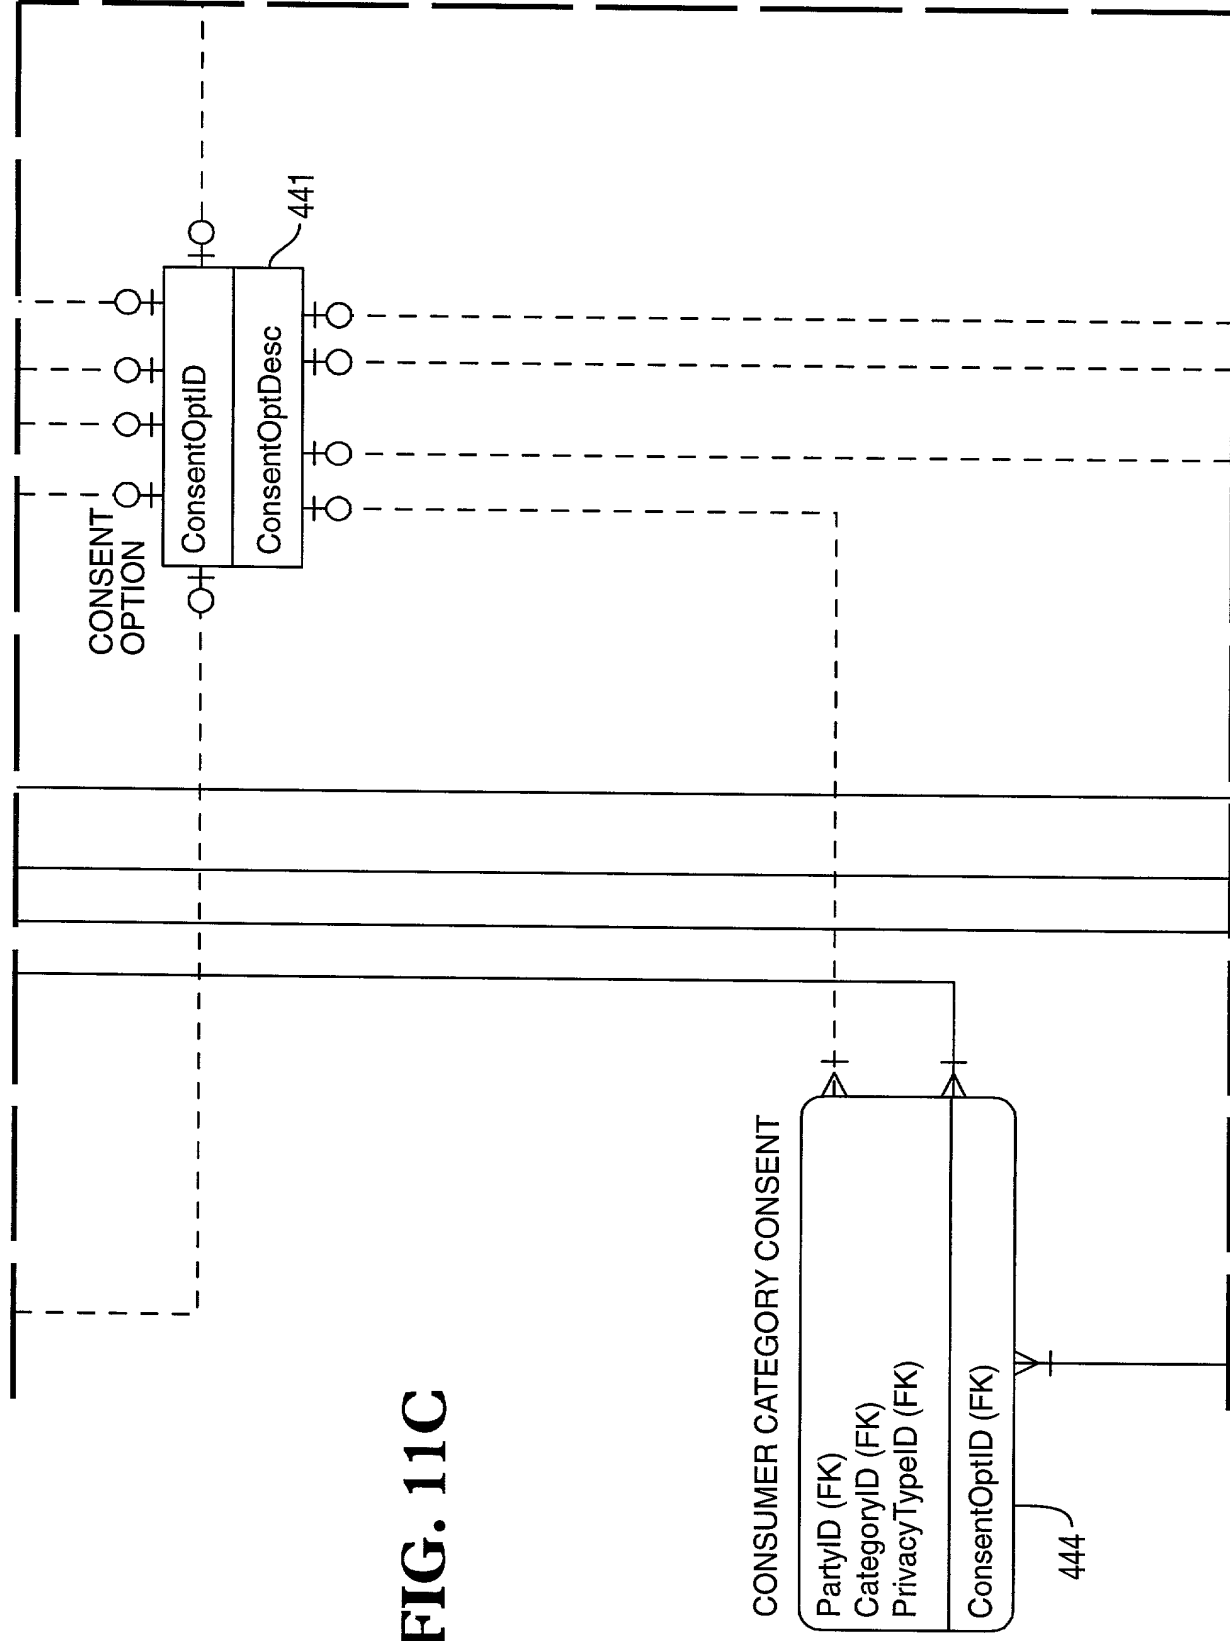 CONSENT
OPTION
ConsentOptID
ConsentOptDesc
441
FIG. 11C
CONSUMER CATEGORY CONSENT
PartyID (FK)
CategoryID (FK)
PrivacyTypeID (FK)
ConsentOptID (FK)
444